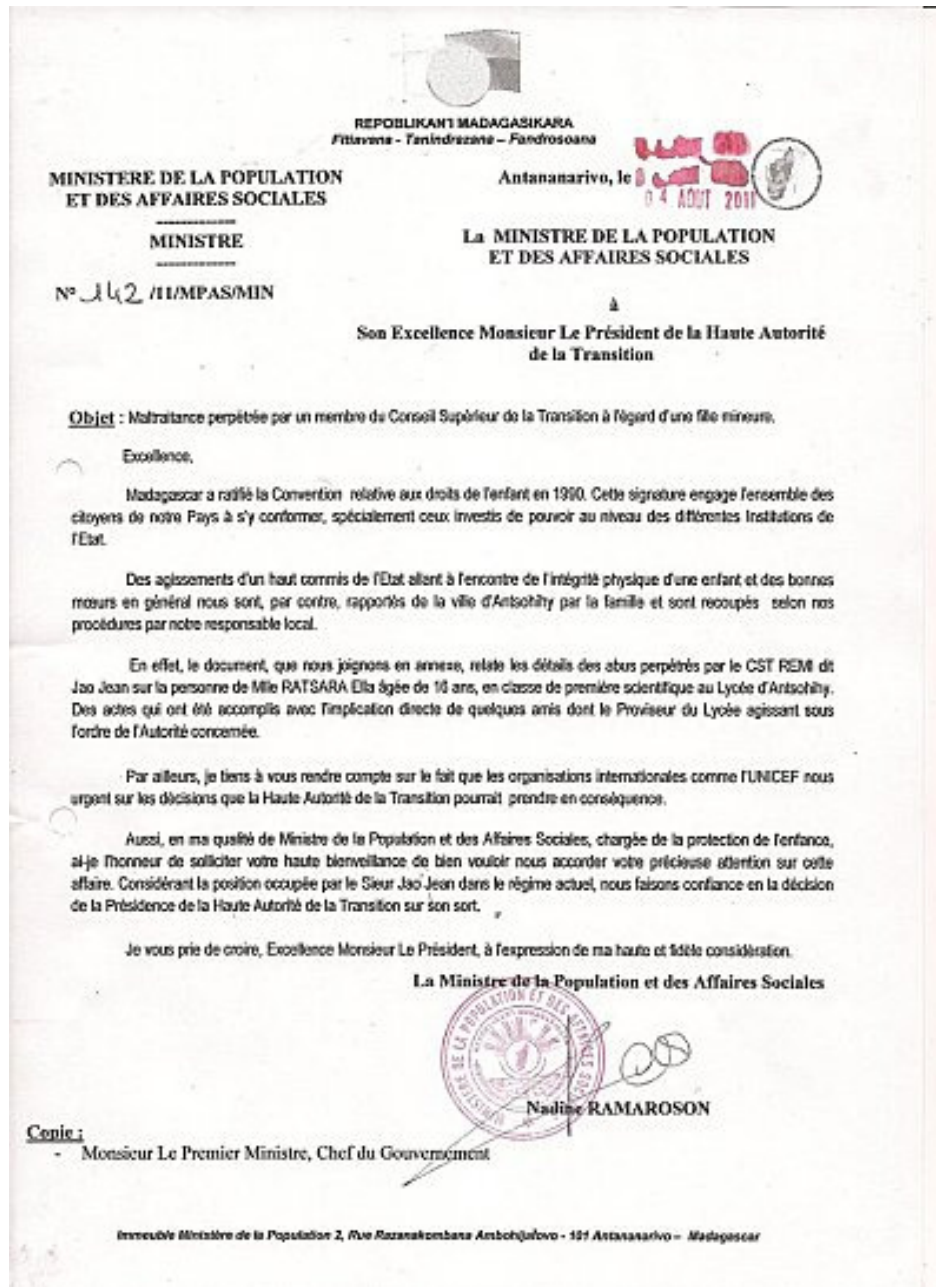 REPOBLIKAN'I MADAGASIKARA
Fitiavana - Tanindrazana – Fandrosoana
MINISTERE DE LA POPULATION
ET DES AFFAIRES SOCIALES
MINISTRE
N° 142 /11/MPAS/MIN
Antananarivo, le
04 AOUT 2011
La MINISTRE DE LA POPULATION
ET DES AFFAIRES SOCIALES
à
Son Excellence Monsieur Le Président de la Haute Autorité
de la Transition
Objet : Maltraitance perpétrée par un membre du Conseil Supérieur de la Transition à l'égard d'une fille mineure.
Excellence,
Madagascar a ratifié la Convention relative aux droits de l'enfant en 1990. Cette signature engage l'ensemble des
citoyens de notre Pays à s'y conformer, spécialement ceux investis de pouvoir au niveau des différentes Institutions de
l'Etat.
Des agissements d'un haut commis de l'Etat allant à l'encontre de l'intégrité physique d'une enfant et des bonnes
mœurs en général nous sont, par contre, rapportés de la ville d'Antsohihy par la famille et sont recoupés selon nos
procédures par notre responsable local.
En effet, le document, que nous joignons en annexe, relate les détails des abus perpétrés par le CST REMI dit
Jao Jean sur la personne de Mlle RATSARA Ella âgée de 16 ans, en classe de première scientifique au Lycée d'Antsohihy.
Des actes qui ont été accomplis avec l'implication directe de quelques amis dont le Proviseur du Lycée agissant sous
l'ordre de l'Autorité concernée.
Par ailleurs, je tiens à vous rendre compte sur le fait que les organisations internationales comme l'UNICEF nous
urgent sur les décisions que la Haute Autorité de la Transition pourrait prendre en conséquence.
Aussi, en ma qualité de Ministre de la Population et des Affaires Sociales, chargée de la protection de l'enfance,
ai-je l'honneur de solliciter votre haute bienveillance de bien vouloir nous accorder votre précieuse attention sur cette
affaire. Considérant la position occupée par le Sieur Jao Jean dans le régime actuel, nous faisons confiance en la décision
de la Présidence de la Haute Autorité de la Transition sur son sort.
Je vous prie de croire, Excellence Monsieur Le Président, à l'expression de ma haute et fidèle considération.
La Ministre de la Population et des Affaires Sociales
MINISTERE DE LA POPULATION ET DES AFFAIRES
Nadine RAMAROSON
Copie :
- Monsieur Le Premier Ministre, Chef du Gouvernement
Immeuble Ministère de la Population 2, Rue Razanakombana Ambohijatovo - 101 Antananarivo – Madagascar